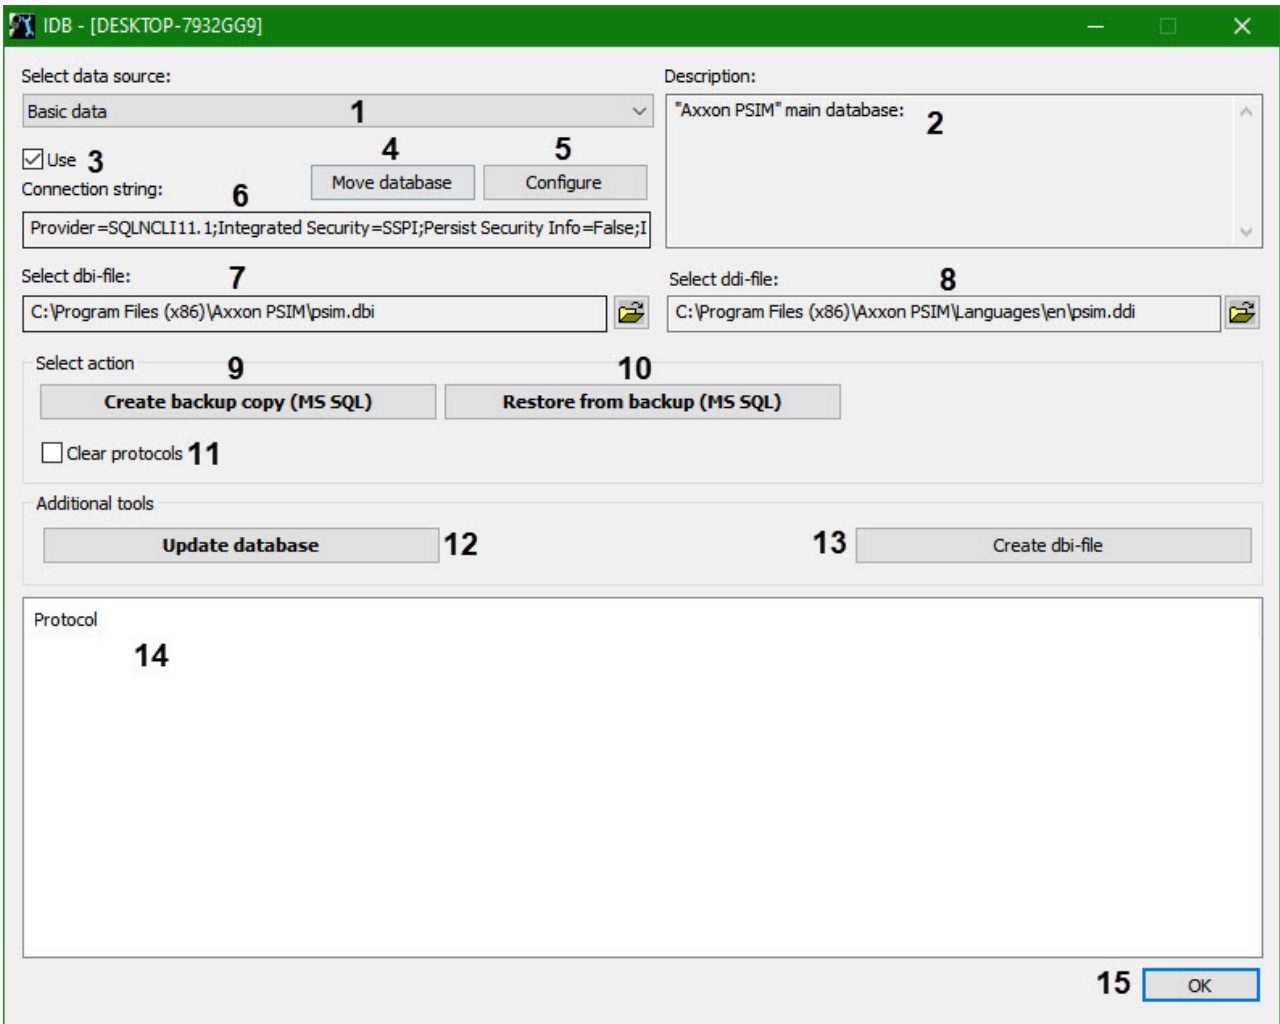 IDB - [DESKTOP-7932GG9]
Select data source:
Description:
Basic data
1
"Axxon PSIM" main database:
2
Use
3
4
5
Connection string:
6
Move database
Configure
Provider=SQLNCLI11.1;Integrated Security=SSPI;Persist Security Info=False;I
Select dbi-file:
7
Select ddi-file:
8
C:\Program Files (x86)\Axxon PSIM\psim.dbi
C:\Program Files (x86)\Axxon PSIM\Languages\en\psim.ddi
Select action
9
10
Create backup copy (MS SQL)
Restore from backup (MS SQL)
Clear protocols
11
Additional tools
Update database
12
13
Create dbi-file
Protocol
14
15
OK